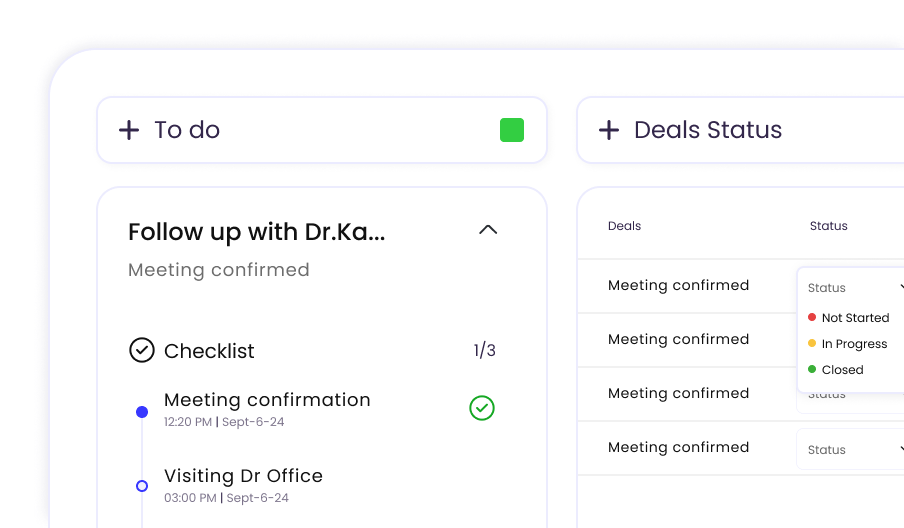 To do
Deals Status
Follow up with Dr.Ka...
Meeting confirmed
Checklist 1/3
Meeting confirmation
12:20 PM | Sept-6-24
Visiting Dr Office
03:00 PM | Sept-6-24
Deals Status
Meeting confirmed
Status
Not Started
In Progress
Closed
Meeting confirmed
Meeting confirmed
Status
Meeting confirmed
Status